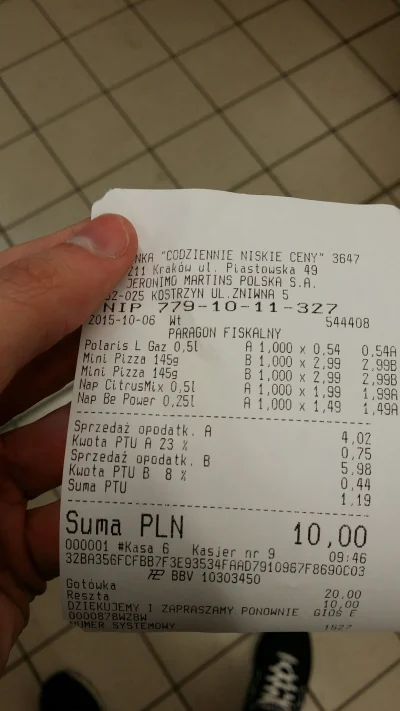 NKA "CODZIENNIE NISKIE CENY" 3647
211 Kraków ul. Piastowska 49
JERONIMO MARTINS POLSKA S.A.
62-025 KOSTRZYN UL.ŻNIWNA 5
NIP 779-10-11-327
2015-10-06 Wt 544408
PARAGON FISKALNY
Polaris L Gaz 0,5l A 1,000 x 0.54 0.54A
Mini Pizza 145g B 1,000 x 2,99 2,99B
Mini Pizza 145g B 1,000 x 2,99 2,99B
Nap CitrusMix 0,5l A 1,000 x 1,99 1,99A
Nap Be Power 0,25l A 1,000 x 1,49 1,49A
Sprzedaż opodatk. A 4,02
Kwota PTU A 23 % 0,75
Sprzedaż opodatk. B 5.98
Kwota PTU B 8 % 0,44
Suma PTU 1,19
Suma PLN 10,00
000001 #Kasa 6 Kasjer nr 9 09:46
BBV 10303450
Gotówka 20.00
Reszta 10,00
DZIĘKUJEMY I ZAPRASZAMY PONOWNIE
0000878WZBW
NUMER SYSTEMOWY 1527